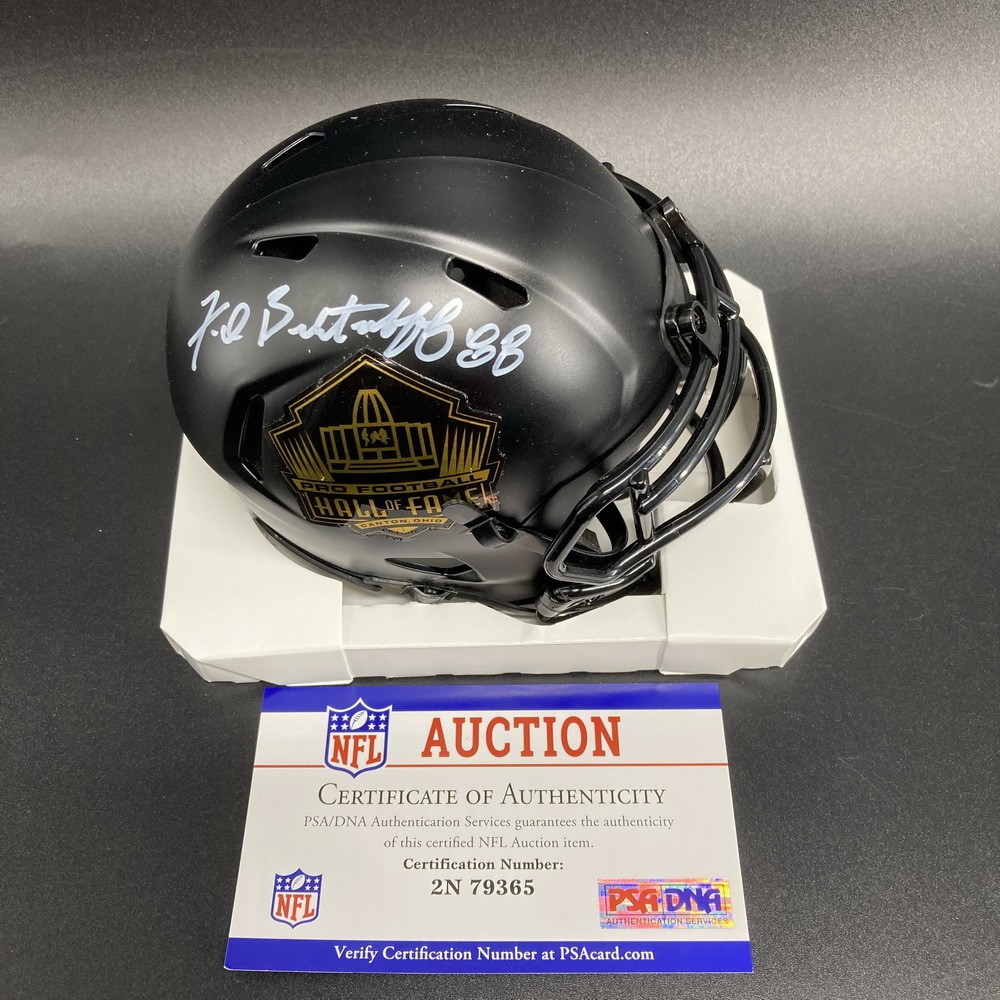 Fred Biletnikoff 88
PRO FOOTBALL
HALL OF FAME
CANTON, OHIO
NFL
AUCTION
CERTIFICATE OF AUTHENTICITY
PSA/DNA Authentication Services guarantees the authenticity
of this certified NFL Auction item.
Certification Number:
2N 79365
NFL
PSA DNA
AUTHENTICATION SERVICES
Verify Certification Number at PSAcard.com